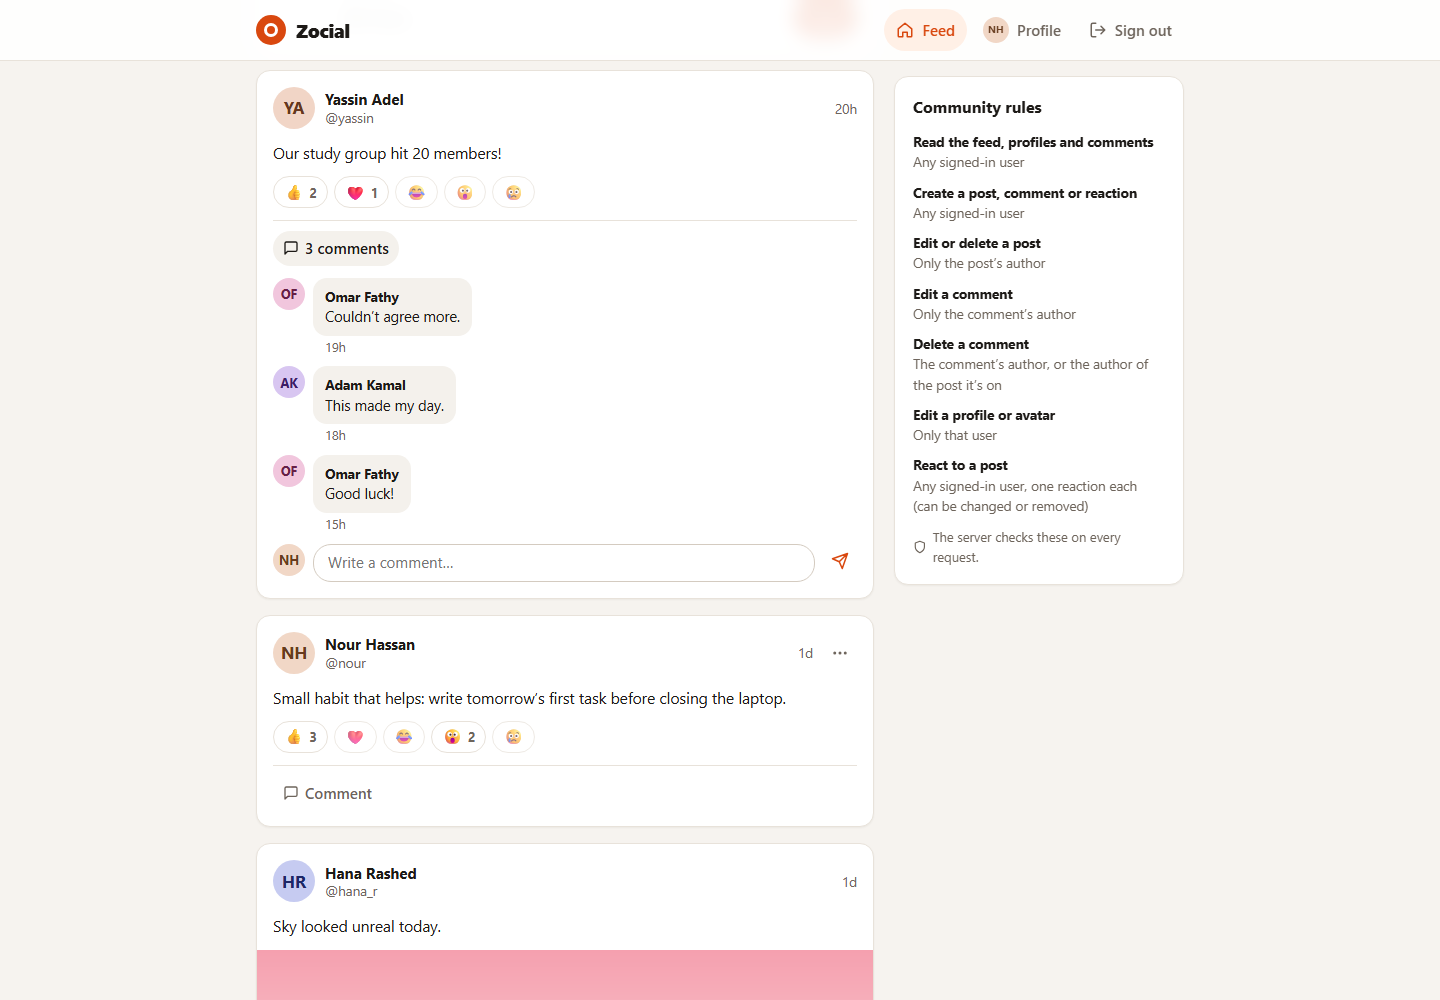 Zocial
Feed
NH
Profile
Sign out
YA
Yassin Adel
@yassin
20h
Our study group hit 20 members!
2
1
3 comments
OF
Omar Fathy
Couldn’t agree more.
19h
AK
Adam Kamal
This made my day.
18h
OF
Omar Fathy
Good luck!
15h
NH
Write a comment...
NH
Nour Hassan
@nour
1d
Small habit that helps: write tomorrow’s first task before closing the laptop.
3
2
Comment
HR
Hana Rashed
@hana_r
1d
Sky looked unreal today.
Community rules
Read the feed, profiles and comments
Any signed-in user
Create a post, comment or reaction
Any signed-in user
Edit or delete a post
Only the post’s author
Edit a comment
Only the comment’s author
Delete a comment
The comment’s author, or the author of
the post it’s on
Edit a profile or avatar
Only that user
React to a post
Any signed-in user, one reaction each
(can be changed or removed)
The server checks these on every
request.